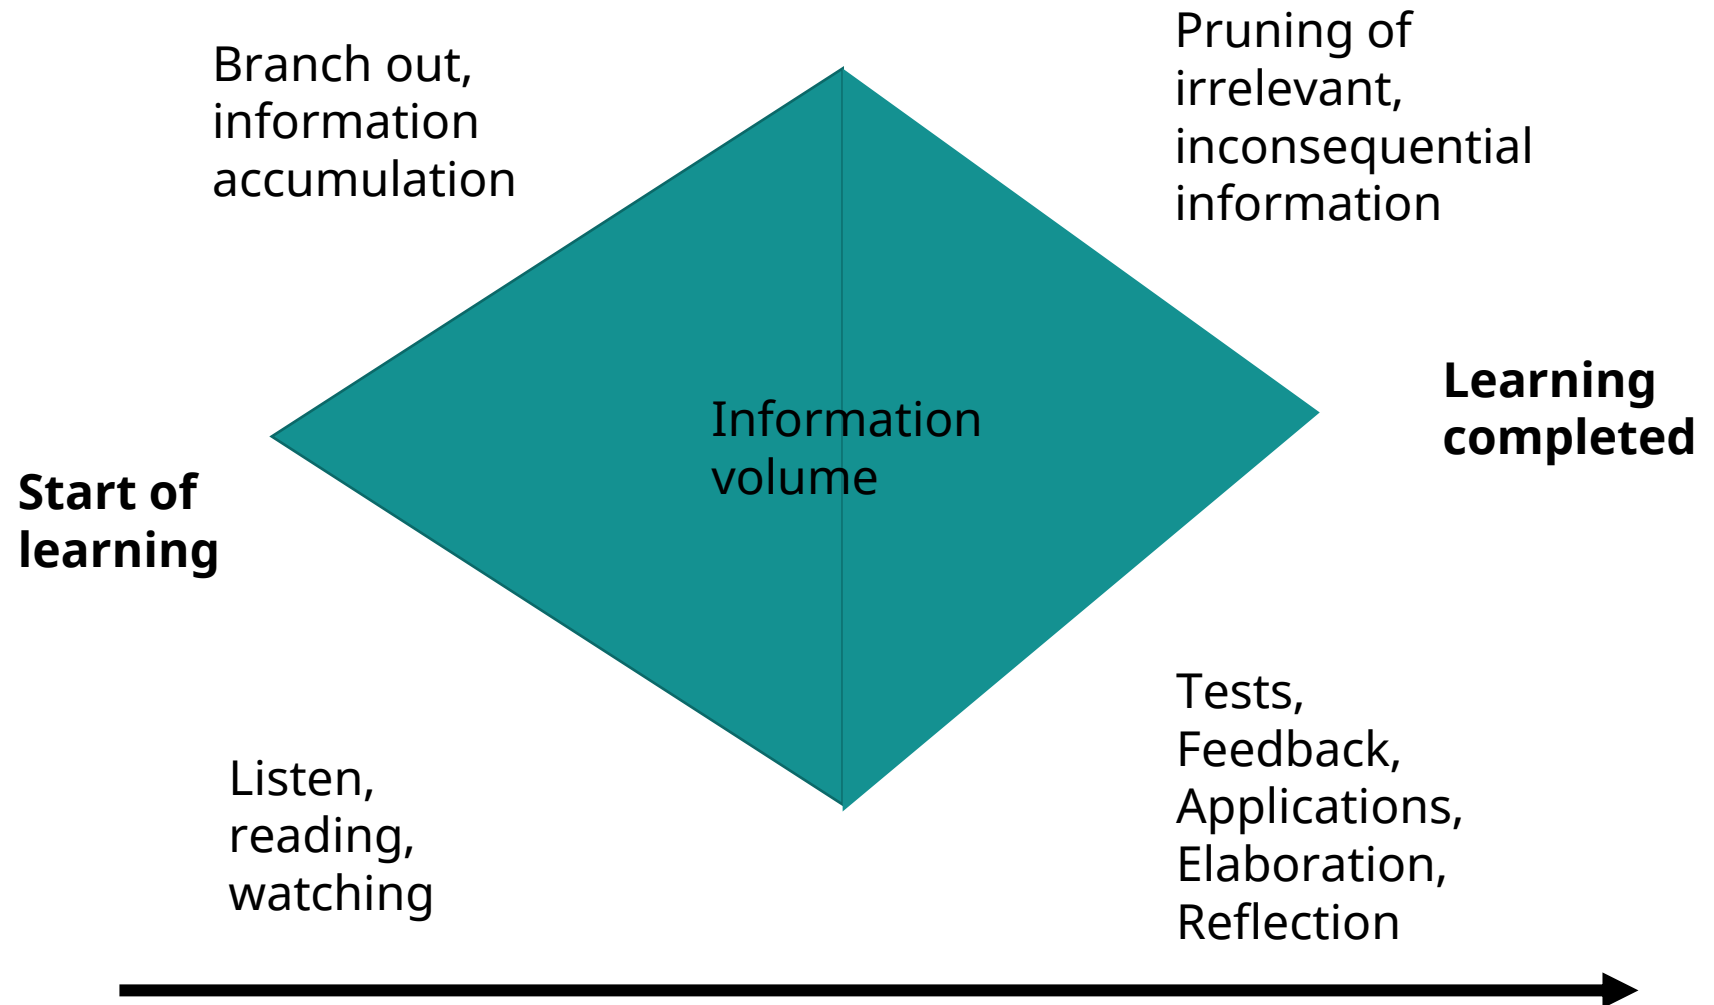 Branch out,
information
accumulation
Pruning of
irrelevant,
inconsequential
information
Information
volume
Start of
learning
Learning
completed
Listen,
reading,
watching
Tests,
Feedback,
Applications,
Elaboration,
Reflection